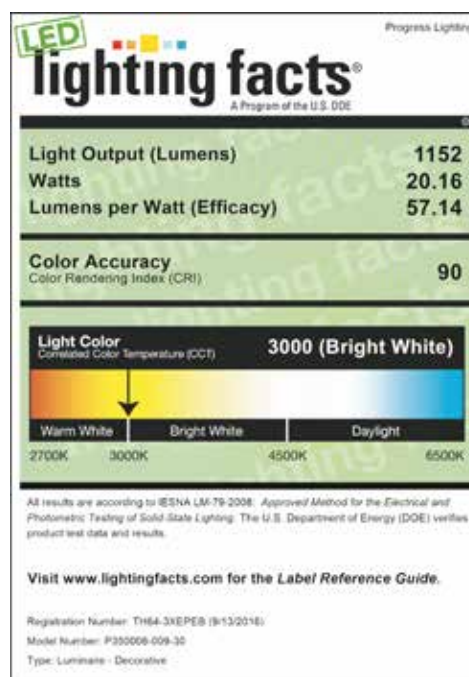 Progress Lighting
LED
lighting facts®
A Program of the U.S. DOE
Light Output (Lumens) 1152
Watts 20.16
Lumens per Watt (Efficacy) 57.14
Color Accuracy
Color Rendering Index (CRI) 90
Light Color
Correlated Color Temperature (CCT) 3000 (Bright White)
Warm White Bright White Daylight
2700K 3000K 4500K 6500K
All results are according to IESNA LM-79-2008: Approved Method for the Electrical and
Photometric Testing of Solid-State Lighting. The U.S. Department of Energy (DOE) verifies
product test data and results.
Visit www.lightingfacts.com for the Label Reference Guide.
Registration Number: TH64-3XEPEB (9/13/2016)
Model Number: P350006-009-30
Type: Luminaire - Decorative